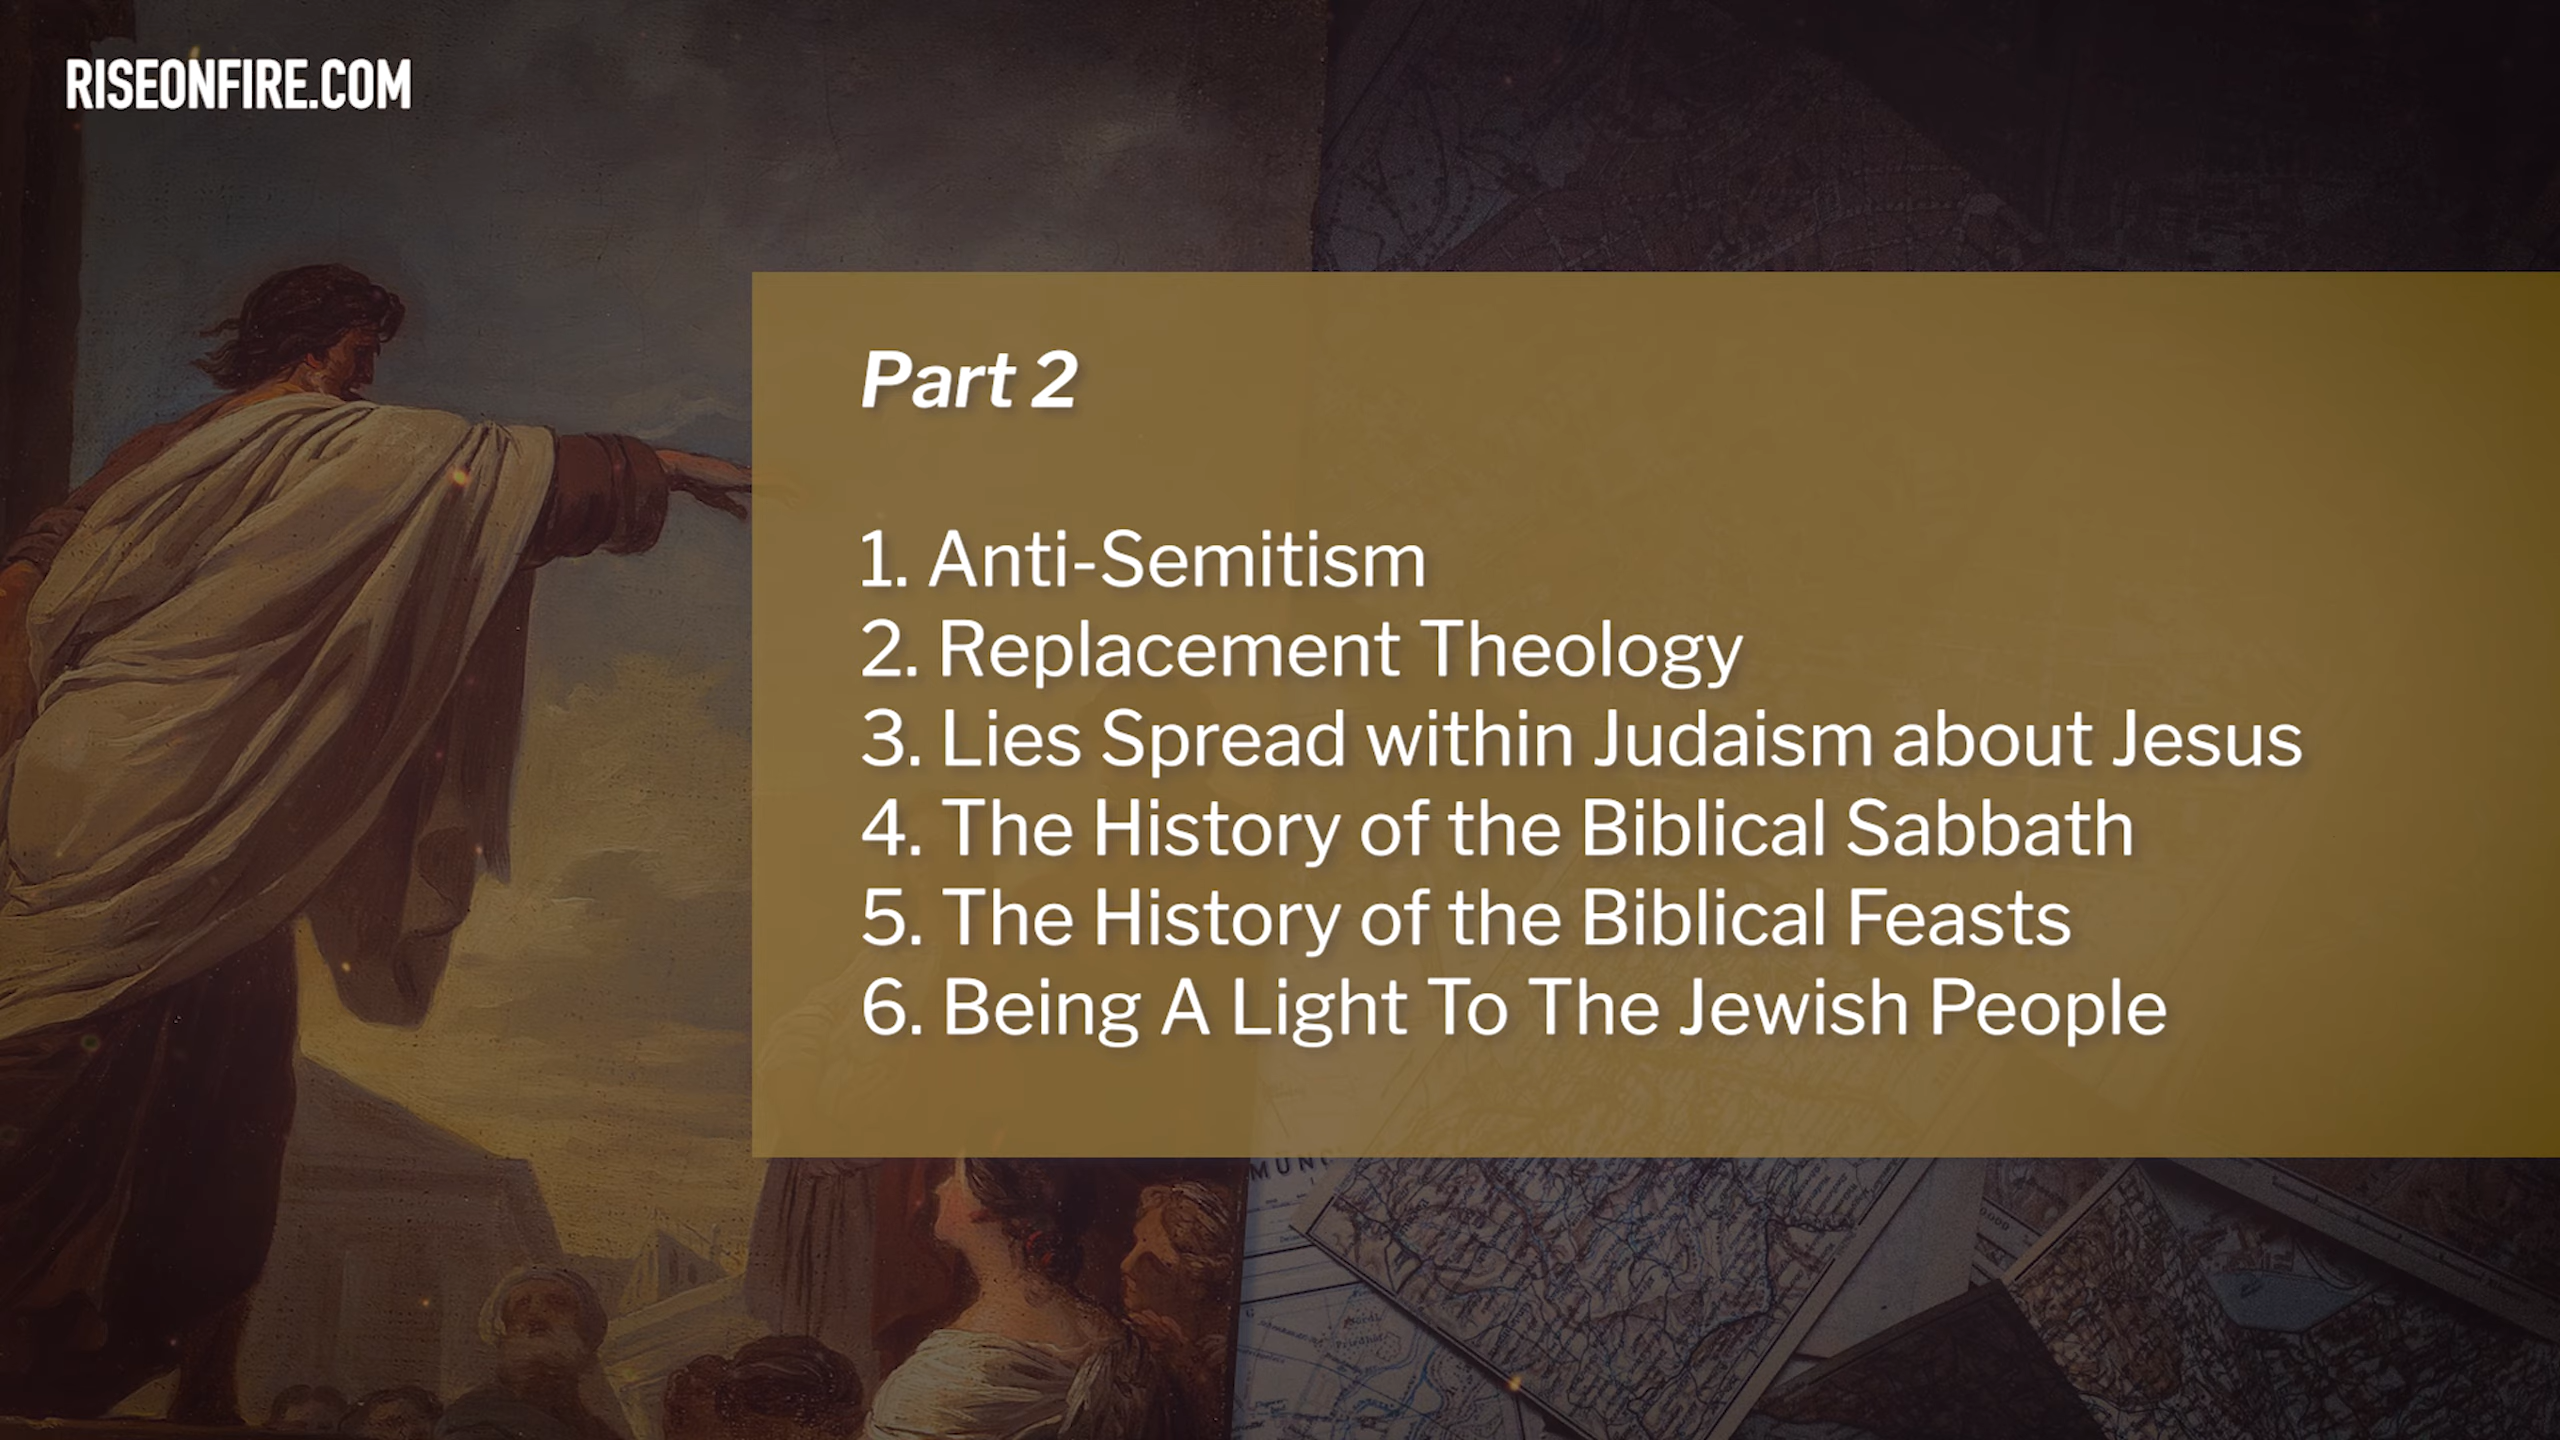 RISEONFIRE.COM
Part 2
1. Anti-Semitism
2. Replacement Theology
3. Lies Spread within Judaism about Jesus
4. The History of the Biblical Sabbath
5. The History of the Biblical Feasts
6. Being A Light To The Jewish People